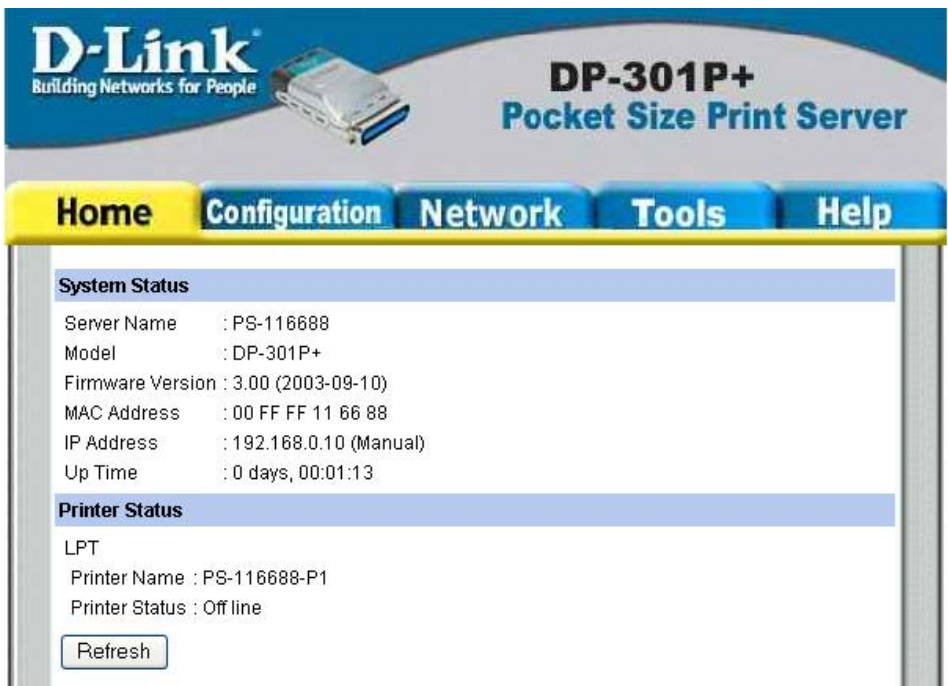 D-Link
Building Networks for People
DP-301P+
Pocket Size Print Server
Home Configuration Network Tools Help
System Status
Server Name : PS-116688
Model : DP-301P+
Firmware Version : 3.00 (2003-09-10)
MAC Address : 00 FF FF 11 66 88
IP Address : 192.168.0.10 (Manual)
Up Time : 0 days, 00:01:13
Printer Status
LPT
Printer Name : PS-116688-P1
Printer Status : Off line
Refresh